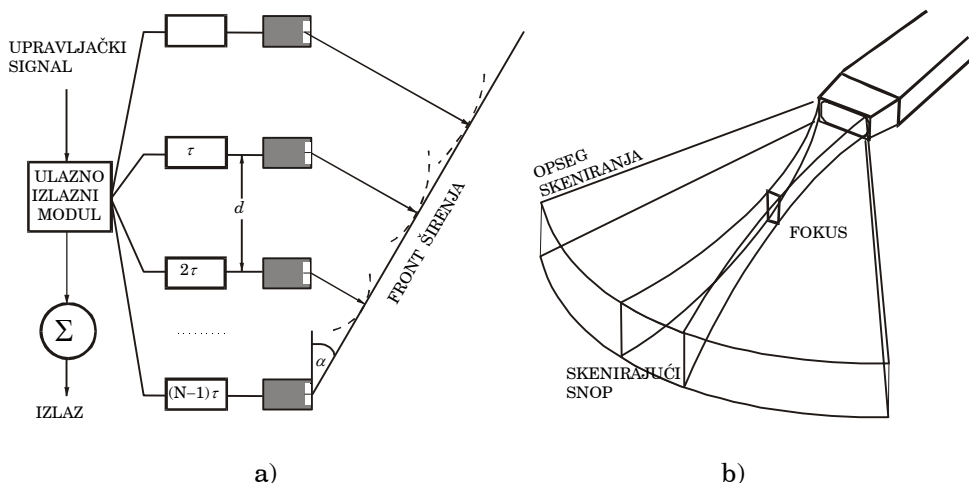 UPRAVLJAČKI
SIGNAL
ULAZNO
IZLAZNI
MODUL
Σ
IZLAZ
τ
d
2τ
..........
(N–1)τ
α
FRONT ŠIRENJA
a)
OPSEG
SKENIRANJA
FOKUS
SKENIRAJUĆI
SNOP
b)